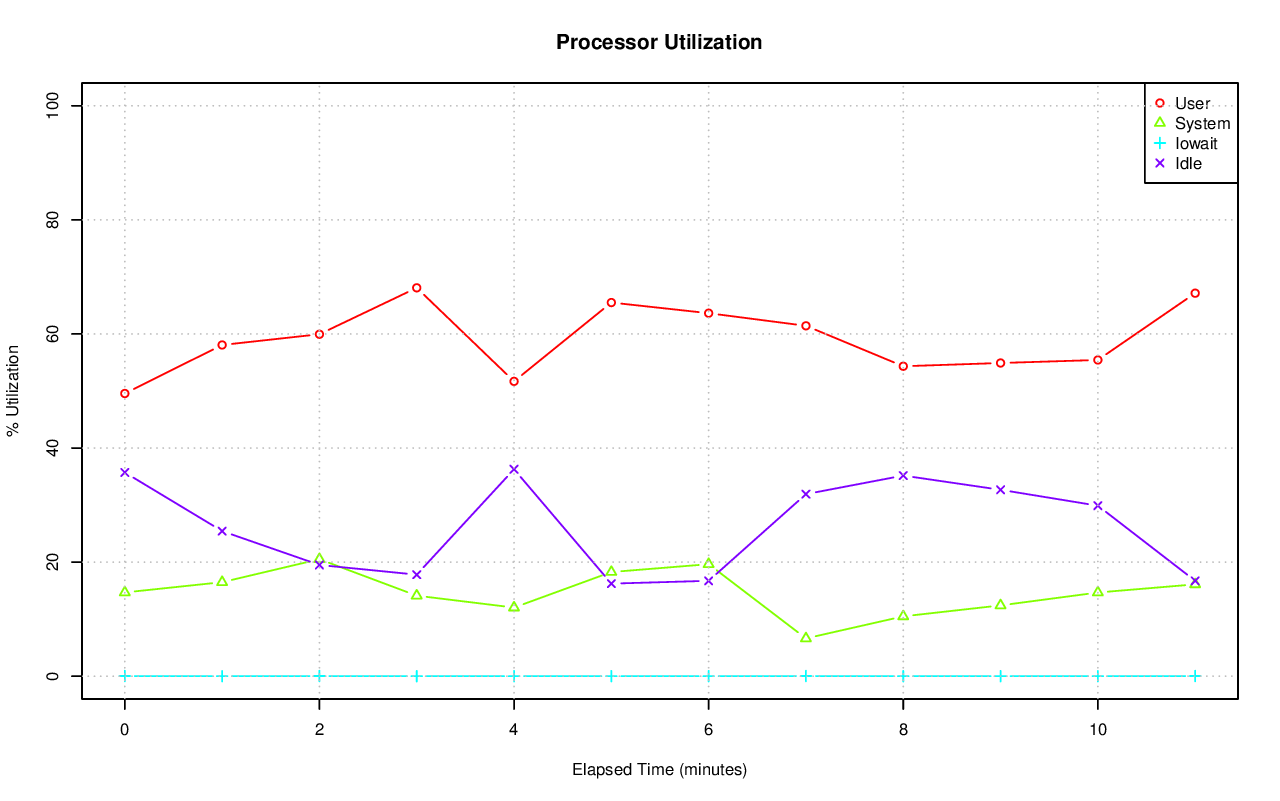 Processor Utilization
% Utilization
100
80
60
40
20
0
User
System
Iowait
Idle
0 2 4 6 8 10
Elapsed Time (minutes)